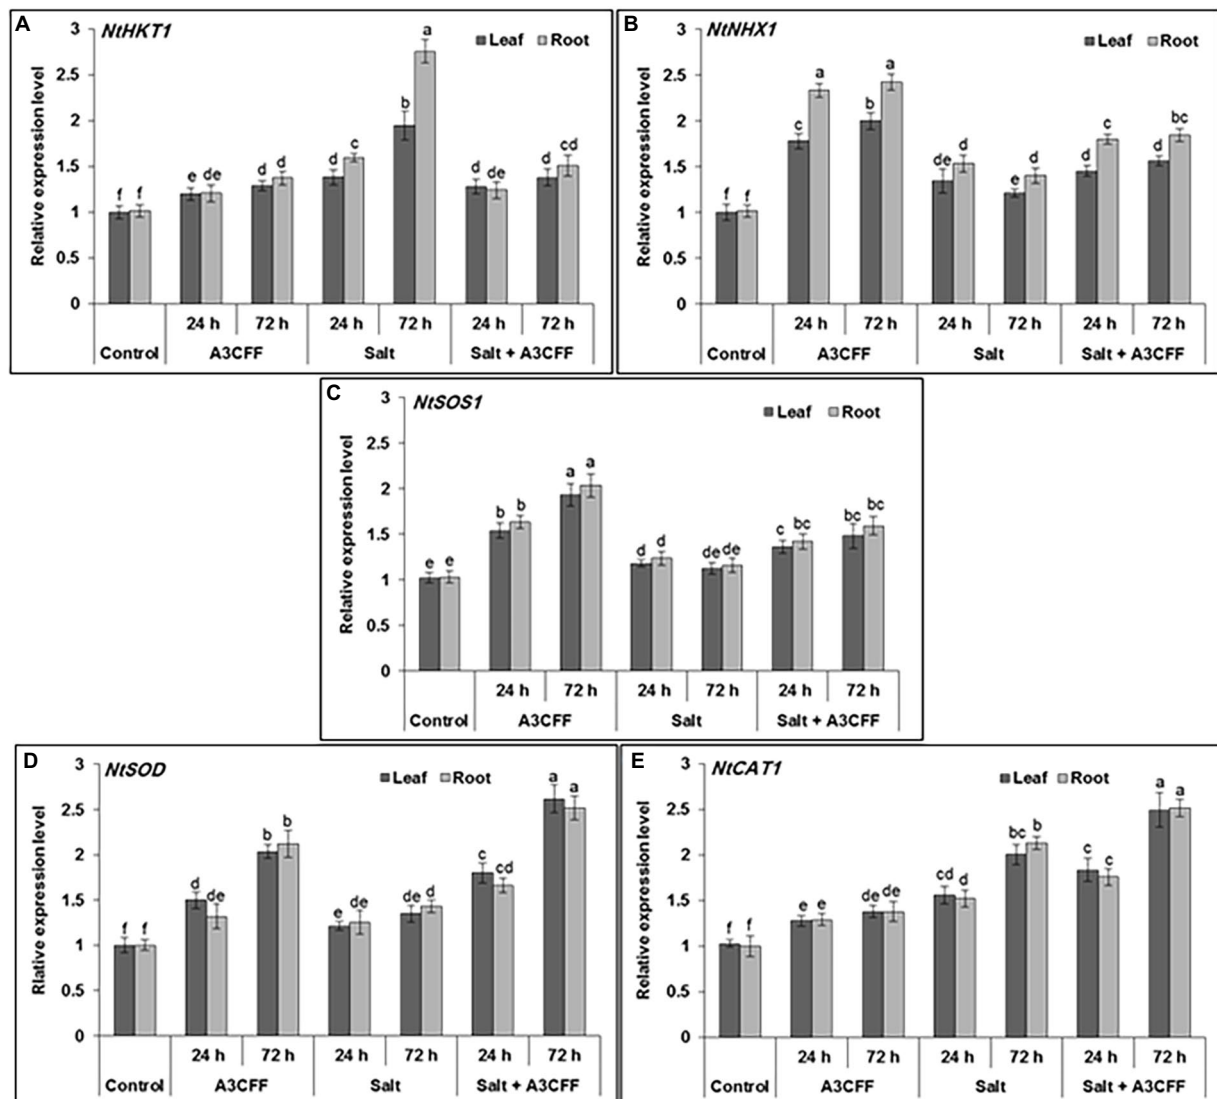 A NtHKT1
Leaf Root
Relative expression level
3
2.5
2
1.5
1
0.5
0
f f e de d d d c b a d d d cd
24 h 72 h 24 h 72 h 24 h 72 h
Control A3CFF Salt Salt + A3CFF
B NtNHX1
Leaf Root
Relative expression level
3
2.5
2
1.5
1
0.5
0
f f c a b a de d e d d c d bc
24 h 72 h 24 h 72 h 24 h 72 h
Control A3CFF Salt Salt + A3CFF
C NtSOS1
Leaf Root
Relative expression level
3
2.5
2
1.5
1
0.5
0
e e b b a a d d de de c bc bc bc
24 h 72 h 24 h 72 h 24 h 72 h
Control A3CFF Salt Salt + A3CFF
D NtSOD
Leaf Root
Rlative expression level
3
2.5
2
1.5
1
0.5
0
f f d de b b e de de d c cd a a
24 h 72 h 24 h 72 h 24 h 72 h
Control A3CFF Salt Salt + A3CFF
E NtCAT1
Leaf Root
Relative expression level
3
2.5
2
1.5
1
0.5
0
f f e e de de cd d bc b c c a a
24 h 72 h 24 h 72 h 24 h 72 h
Control A3CFF Salt Salt + A3CFF